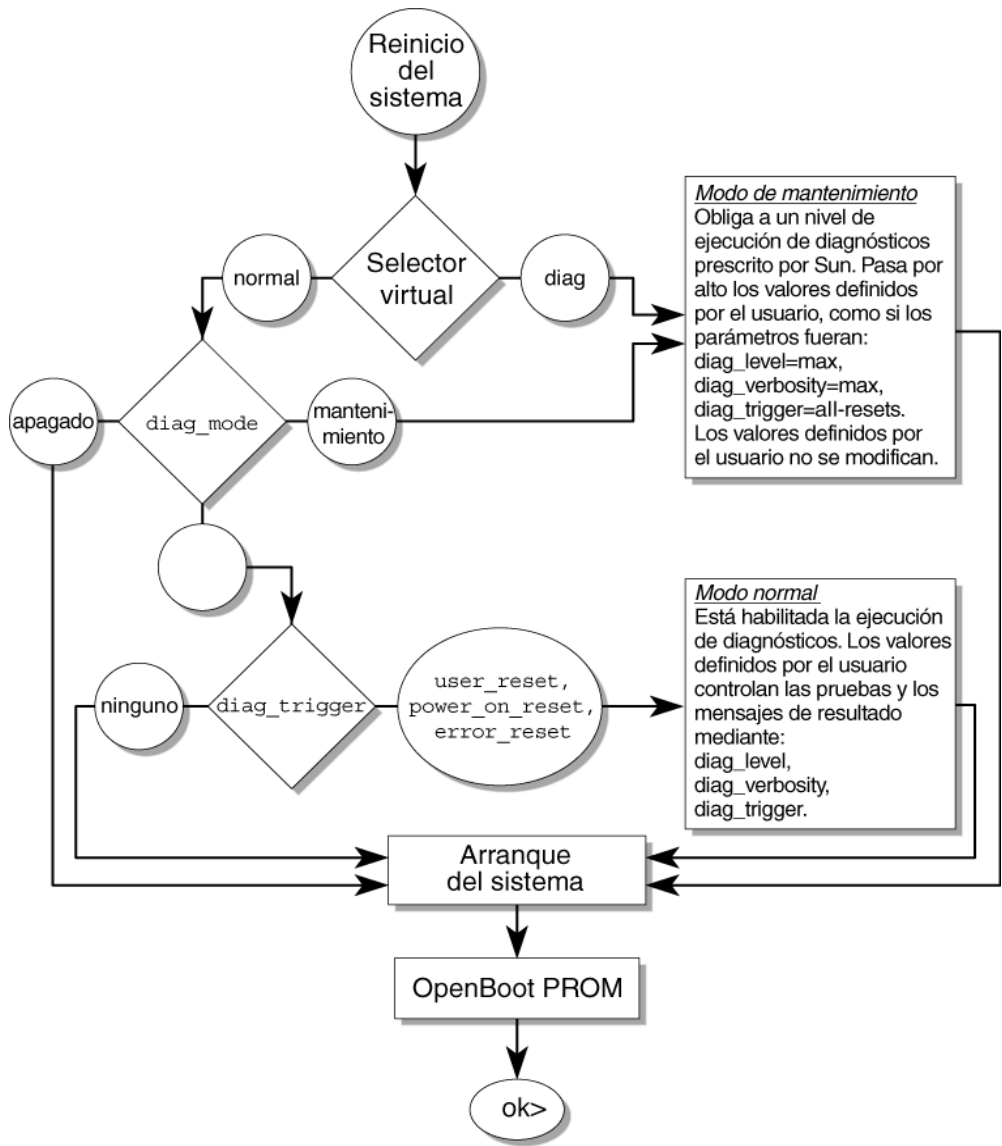 Reinicio
del
sistema
Selector
virtual
normal
diag
Modo de mantenimiento
Obliga a un nivel de
ejecución de diagnósticos
prescrito por Sun. Pasa por
alto los valores definidos
por el usuario, como si los
parámetros fueran:
diag_level=max,
diag_verbosity=max,
diag_trigger=all-resets.
Los valores definidos por
el usuario no se modifican.
apagado
diag_mode
manteni-
miento
ninguno
diag_trigger
user_reset,
power_on_reset,
error_reset
Modo normal
Está habilitada la ejecución
de diagnósticos. Los valores
definidos por el usuario
controlan las pruebas y los
mensajes de resultado
mediante:
diag_level,
diag_verbosity,
diag_trigger.
Arranque
del sistema
OpenBoot PROM
ok>